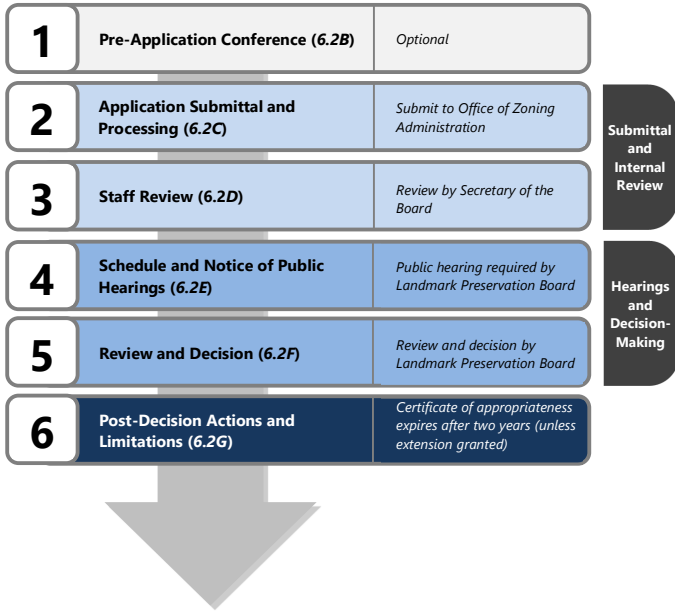 1
Pre-Application Conference (6.2B)
Optional
2
Application Submittal and
Processing (6.2C)
Submit to Office of Zoning
Administration
3
Staff Review (6.2D)
Review by Secretary of the
Board
Submittal
and
Internal
Review
4
Schedule and Notice of Public
Hearings (6.2E)
Public hearing required by
Landmark Preservation Board
5
Review and Decision (6.2F)
Review and decision by
Landmark Preservation Board
Hearings
and
Decision-
Making
6
Post-Decision Actions and
Limitations (6.2G)
Certificate of appropriateness
expires after two years (unless
extension granted)